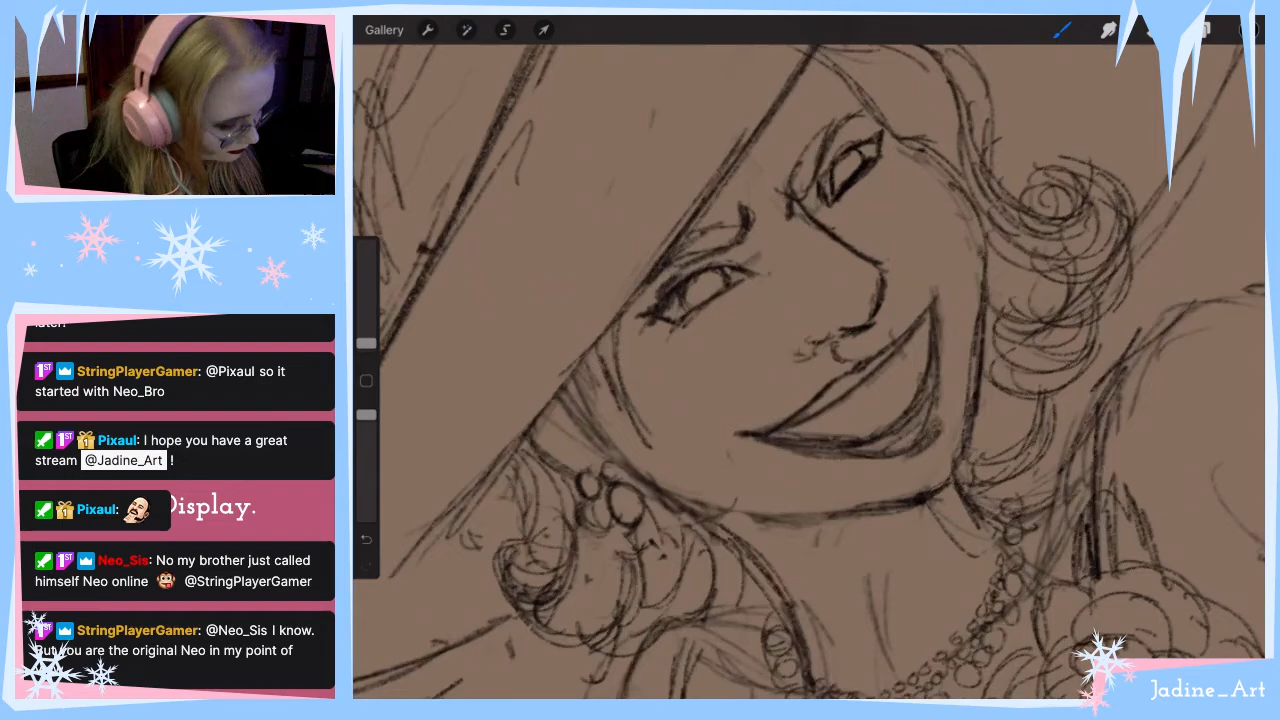 Gallery
later!
StringPlayerGamer: @Pixaul so it
started with Neo_Bro
Pixaul: I hope you have a great
stream @Jadine_Art !
Pixaul:
Display.
Neo_Sis: No my brother just called
himself Neo online @StringPlayerGamer
StringPlayerGamer: @Neo_Sis I know.
But you are the original Neo in my point of
Jadine_Art